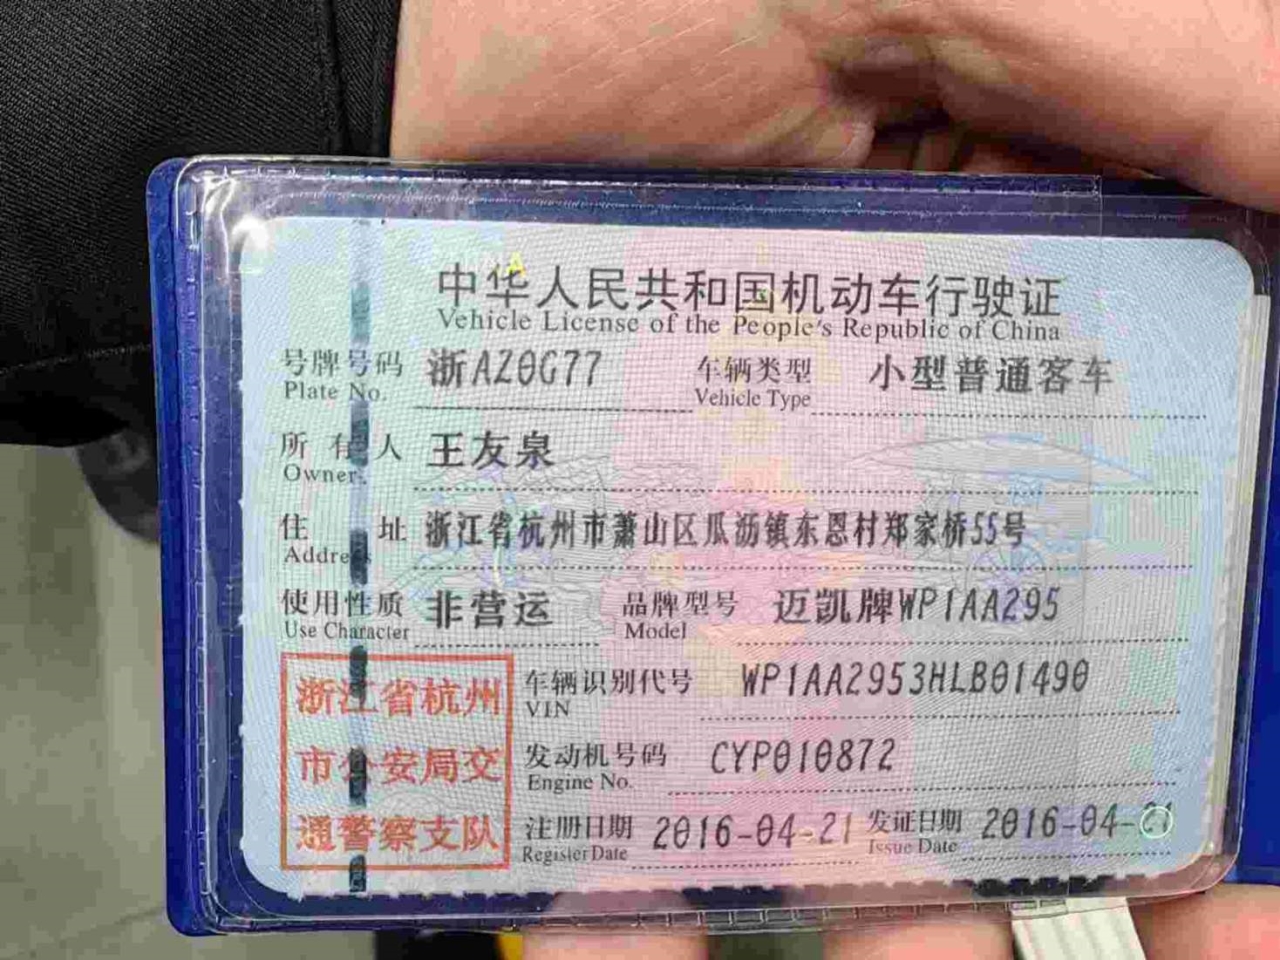 中华人民共和国机动车行驶证
Vehicle License of the People's Republic of China
号牌号码 浙AZ0G77 车辆类型 小型普通客车
Plate No. Vehicle Type
所有人 王友泉
Owner
住址 浙江省杭州市萧山区瓜沥镇东恩村郑家桥55号
Address
使用性质 非营运 品牌型号 迈凯牌WP1AA295
Use Character Model
浙江省杭州
市公安局交
通警察支队
车辆识别代号 WP1AA2953HLB01490
VIN
发动机号码 CYP010872
Engine No.
注册日期 2016-04-21 发证日期 2016-04-21
Register Date Issue Date